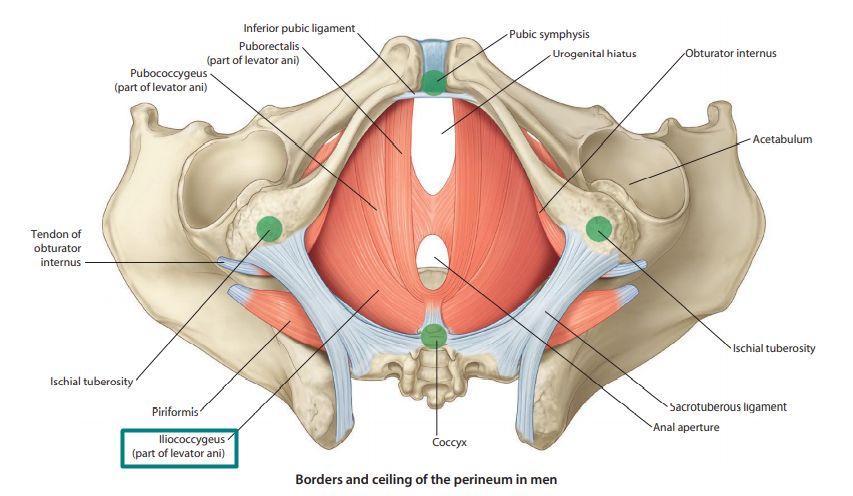 Inferior pubic ligament
Puborectalis
(part of levator ani)
Pubococcygeus
(part of levator ani)
Pubic symphysis
Urogenital hiatus
Obturator internus
Acetabulum
Tendon of
obturator
internus
Ischial tuberosity
Ischial tuberosity
Piriformis
Iliococcygeus
(part of levator ani)
Coccyx
Sacrotuberous ligament
Anal aperture
Borders and ceiling of the perineum in men